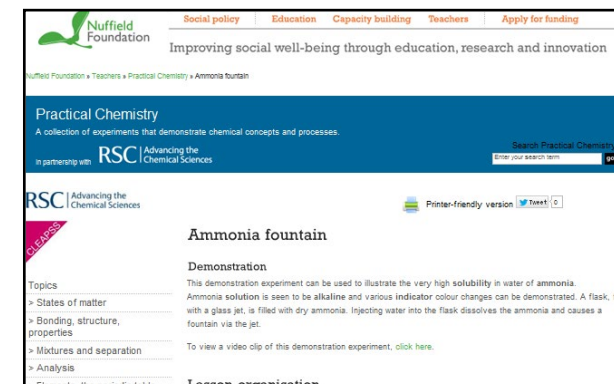 Nuffield
Foundation
Social policy Education Capacity building Teachers Apply for funding
Improving social well-being through education, research and innovation
Nuffield Foundation » Teachers » Practical Chemistry » Ammonia fountain
Practical Chemistry
A collection of experiments that demonstrate chemical concepts and processes.
in partnership with RSC | Advancing the
Chemical Sciences
Search Practical Chemistry
Enter your search term go
RSC | Advancing the
Chemical Sciences
Printer-friendly version Tweet 0
CLEAPSS
Ammonia fountain
Demonstration
This demonstration experiment can be used to illustrate the very high solubility in water of ammonia.
Ammonia solution is seen to be alkaline and various indicator colour changes can be demonstrated. A flask,
with a glass jet, is filled with dry ammonia. Injecting water into the flask dissolves the ammonia and causes a
fountain via the jet.
To view a video clip of this demonstration experiment, click here.
Topics
> States of matter
> Bonding, structure,
properties
> Mixtures and separation
> Analysis
Lesson organisation